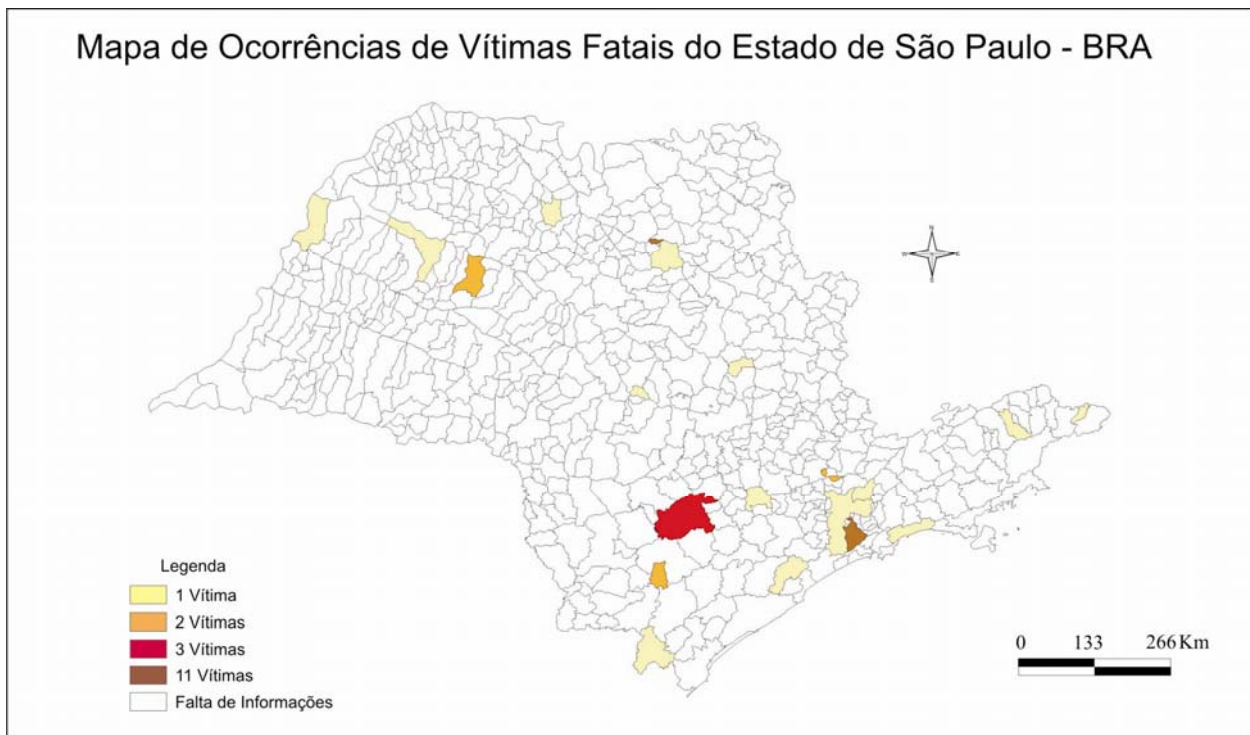 Mapa de Ocorrências de Vítimas Fatais do Estado de São Paulo - BRA
N
W
E
S
Legenda
1 Vítima
2 Vítimas
3 Vítimas
11 Vítimas
Falta de Informações
0 133 266 Km